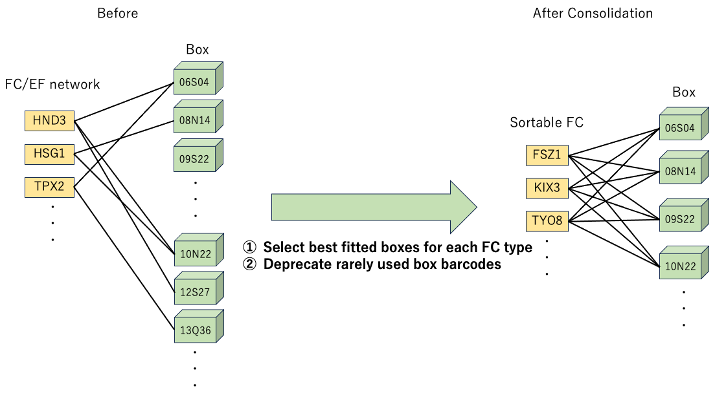 Before
After Consolidation
Box
FC/EF network
06S04
HND3
08N14
HSG1
09S22
TPX2
10N22
12S27
13Q36
① Select best fitted boxes for each FC type
② Deprecate rarely used box barcodes
Box
Sortable FC
06S04
FSZ1
08N14
KIX3
09S22
TYO8
10N22